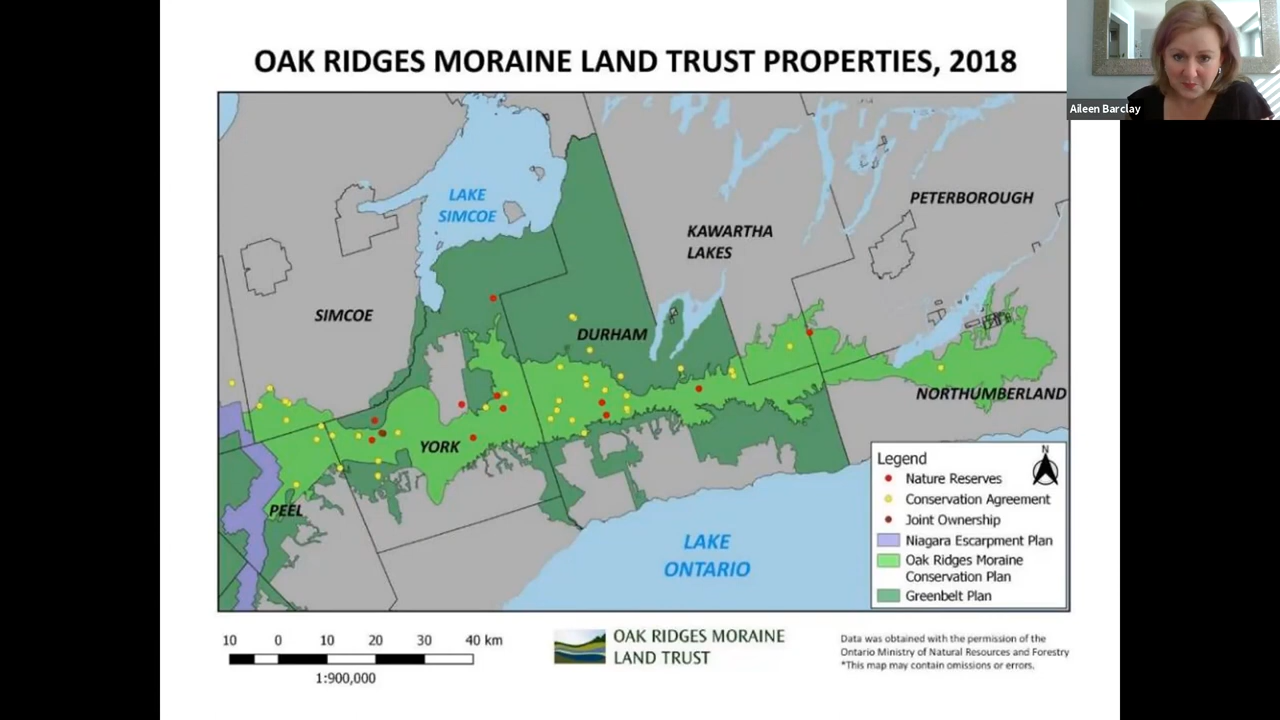 OAK RIDGES MORAINE LAND TRUST PROPERTIES, 2018
Aileen Barclay
LAKE
SIMCOE
PETERBOROUGH
KAWARTHA
LAKES
SIMCOE
DURHAM
NORTHUMBERLAND
YORK
PEEL
LAKE
ONTARIO
Legend
N
Nature Reserves
Conservation Agreement
Joint Ownership
Niagara Escarpment Plan
Oak Ridges Moraine
Conservation Plan
Greenbelt Plan
10 0 10 20 30 40 km
1:900,000
OAK RIDGES MORAINE
LAND TRUST
Data was obtained with the permission of the
Ontario Ministry of Natural Resources and Forestry
*This map may contain omissions or errors.